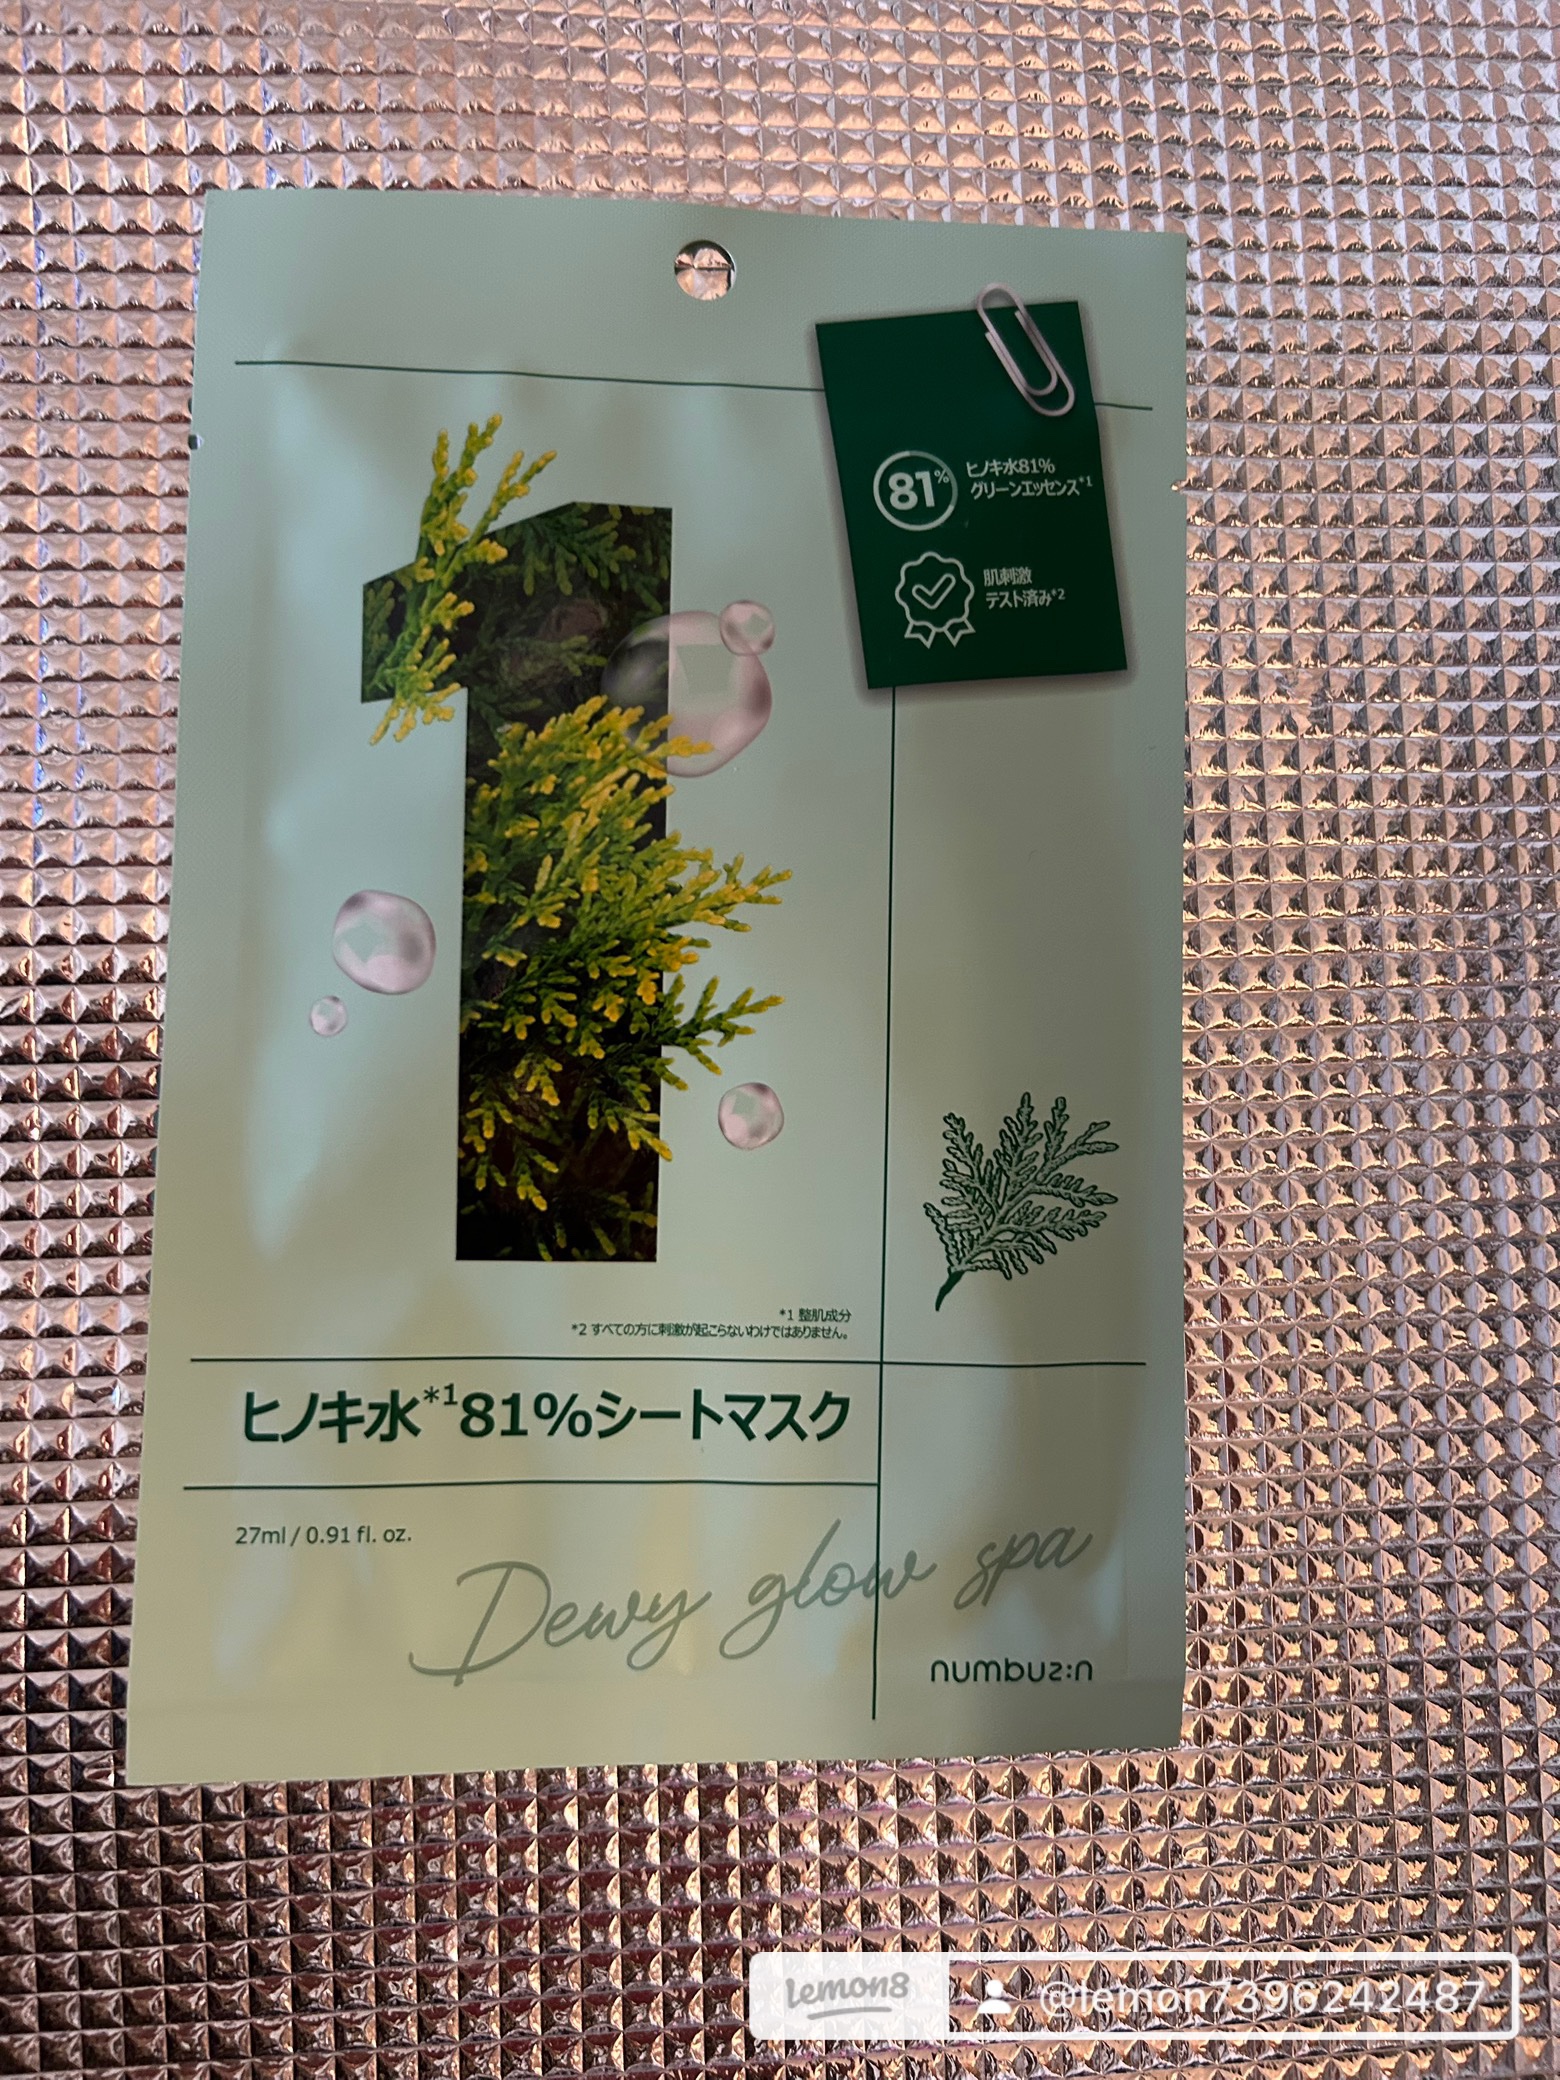 81%
ヒノキ水81%
グリーンエッセンス*1
肌刺激
テスト済み*2
*1 整肌成分
*2 すべての方に刺激が起こらないわけではありません。
ヒノキ水*181%シートマスク
27ml / 0.91 fl. oz.
Dewy glow spa
numbuz:n
Lemon8 @lemon7396242487